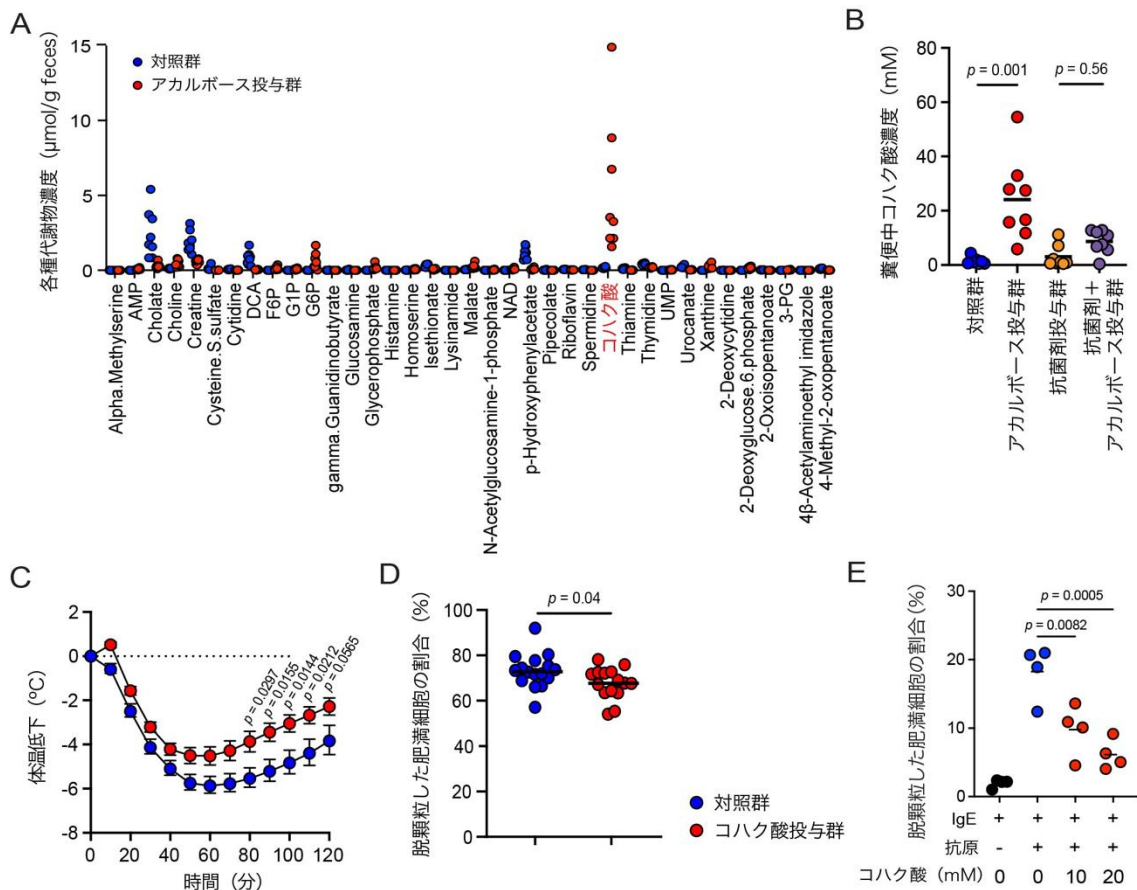 A
各種代謝物濃度（μmol/g feces）
15
10
5
0
対照群
アカルボース投与群
Alpha.Methylserine
AMP
Cholate
Choline
Creatine
Cysteine.S.sulfate
Cytidine
DCA
F6P
G1P
G6P
gamma.Guanidinobutyrate
Glucosamine
Glycerophosphate
Histamine
Homoserine
Isethionate
Lysinamide
Malate
N-Acetylglucosamine-1-phosphate
NAD
p-Hydroxyphenylacetate
Pipecolate
Riboflavin
Spermidine
コハク酸
Thiamine
Thymidine
UMP
Urocanate
Xanthine
2-Deoxycytidine
2-Deoxyglucose.6.phosphate
2-Oxoisopentanoate
3-PG
4β-Acetylaminoethyl imidazole
4-Methyl-2-oxopentanoate
B
糞便中コハク酸濃度（mM）
80
60
40
20
0
p = 0.001
p = 0.56
対照群
アカルボース投与群
抗菌剤投与群
抗菌剤＋
アカルボース投与群
C
体温低下（ºC）
2
0
-2
-4
-6
-8
p = 0.0297
p = 0.0155
p = 0.0144
p = 0.0212
p = 0.0565
0 20 40 60 80 100 120
時間（分）
D
脱顆粒した肥満細胞の割合（%）
100
80
60
40
20
0
p = 0.04
対照群
コハク酸投与群
E
脱顆粒した肥満細胞の割合(%)
30
20
10
0
p = 0.0005
p = 0.0082
IgE + + + +
抗原 - + + +
コハク酸（mM） 0 0 10 20